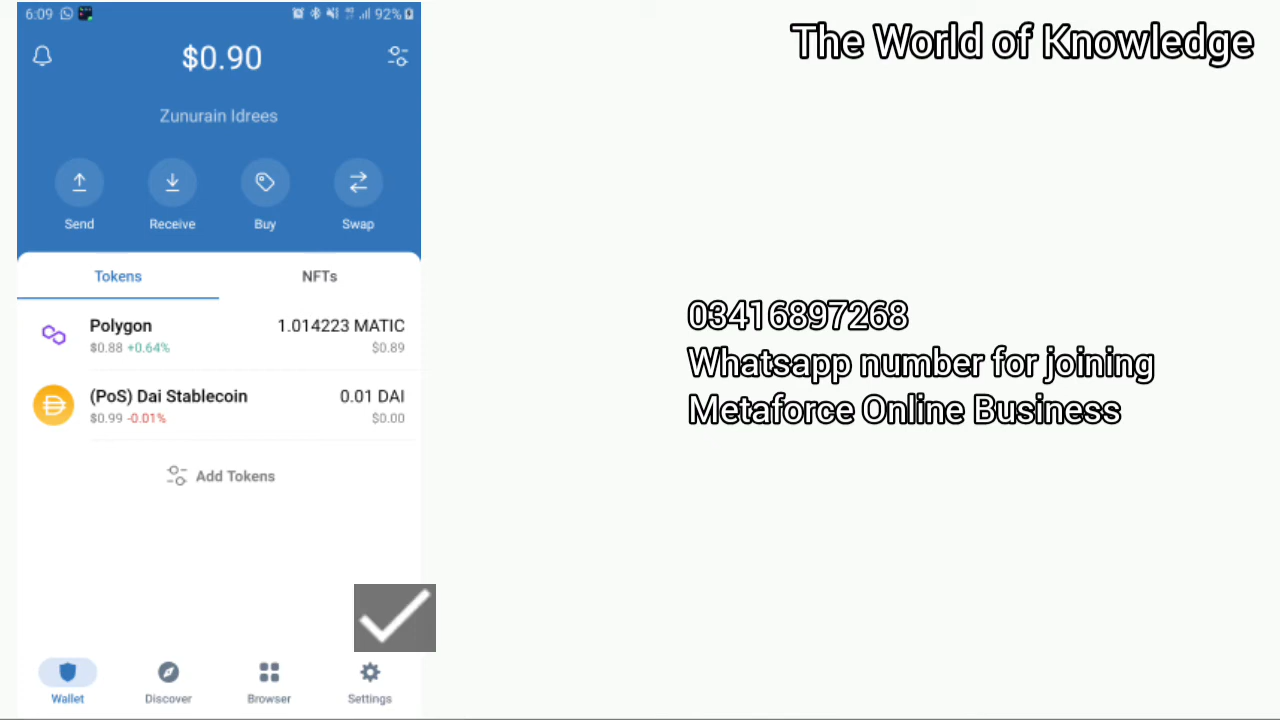 6:09
92%
$0.90
Zunurain Idrees
Send
Receive
Buy
Swap
Tokens
NFTs
Polygon
1.014223 MATIC
$0.88 +0.64%
$0.89
(PoS) Dai Stablecoin
0.01 DAI
$0.99 -0.01%
$0.00
Add Tokens
Wallet
Discover
Browser
Settings
The World of Knowledge
03416897268
Whatsapp number for joining
Metaforce Online Business